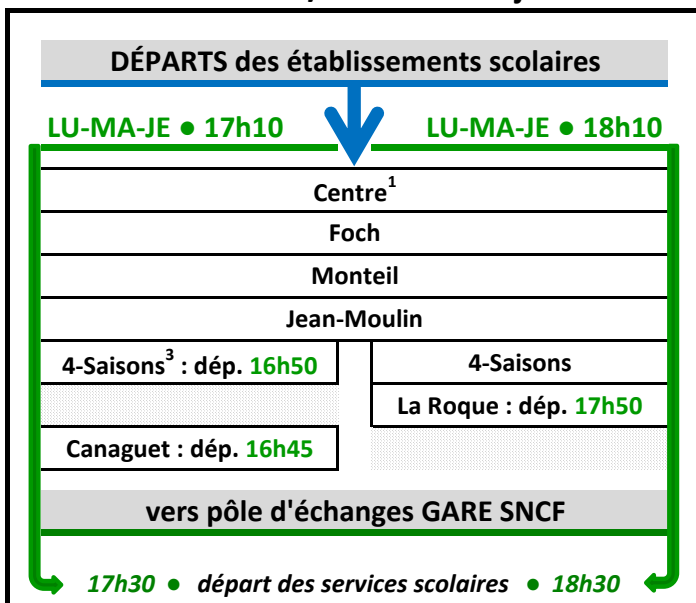 DÉPARTS des établissements scolaires
LU-MA-JE ● 17h10 LU-MA-JE ● 18h10
Centre¹
Foch
Monteil
Jean-Moulin
4-Saisons³ : dép. 16h50 4-Saisons
La Roque : dép. 17h50
Canaguet : dép. 16h45
vers pôle d'échanges GARE SNCF
17h30 ● départ des services scolaires ● 18h30